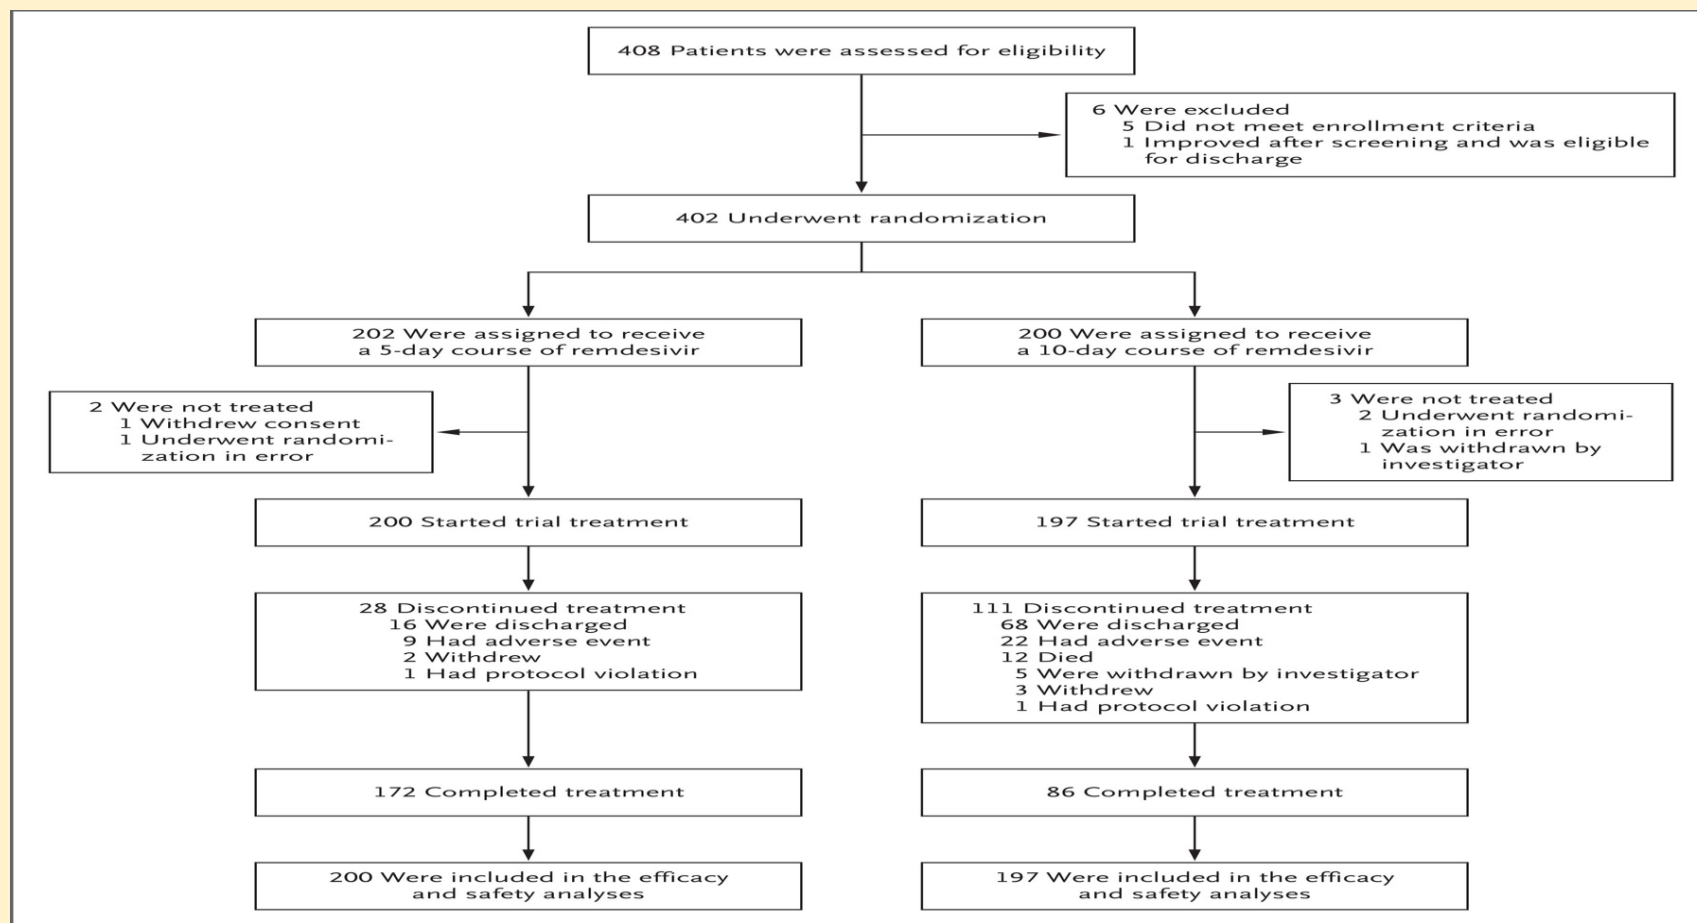 408 Patients were assessed for eligibility
6 Were excluded
5 Did not meet enrollment criteria
1 Improved after screening and was eligible
for discharge
402 Underwent randomization
202 Were assigned to receive
a 5-day course of remdesivir
200 Were assigned to receive
a 10-day course of remdesivir
2 Were not treated
1 Withdrew consent
1 Underwent randomi-
zation in error
3 Were not treated
2 Underwent randomi-
zation in error
1 Was withdrawn by
investigator
200 Started trial treatment
197 Started trial treatment
28 Discontinued treatment
16 Were discharged
9 Had adverse event
2 Withdrew
1 Had protocol violation
111 Discontinued treatment
68 Were discharged
22 Had adverse event
12 Died
5 Were withdrawn by investigator
3 Withdrew
1 Had protocol violation
172 Completed treatment
86 Completed treatment
200 Were included in the efficacy
and safety analyses
197 Were included in the efficacy
and safety analyses